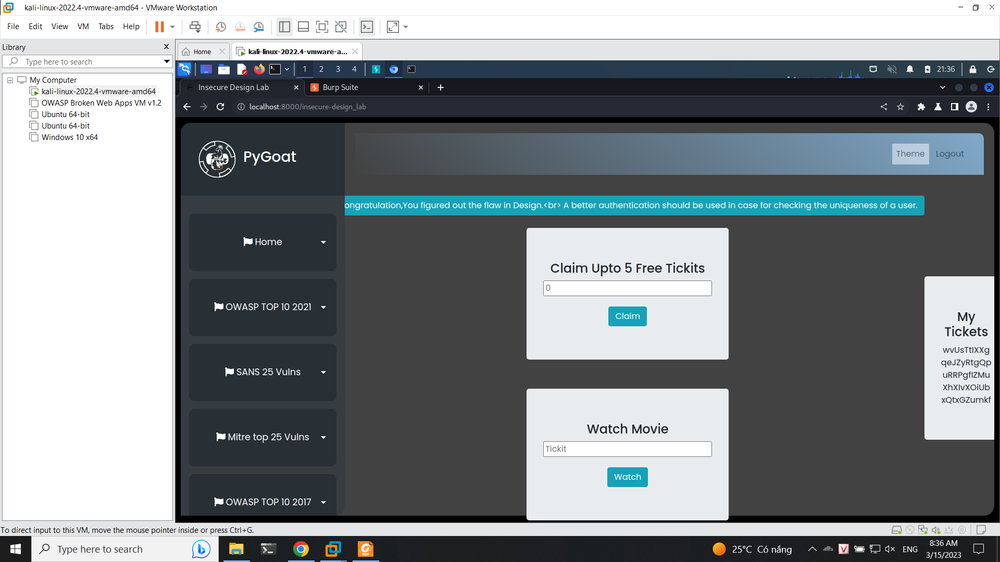 kali-linux-2022.4-vmware-amd64 - VMware Workstation
File Edit View VM Tabs Help
Library
Type here to search
My Computer
kali-linux-2022.4-vmware-amd64
OWASP Broken Web Apps VM v1.2
Ubuntu 64-bit
Ubuntu 64-bit
Windows 10 x64
Home
kali-linux-2022.4-vmware-a...
1 2 3 4
21:36
Insecure Design Lab
Burp Suite
localhost:8000/insecure-design_lab
PyGoat
Theme Logout
ongratulation,You figured out the flaw in Design.<br> A better authentication should be used in case for checking the uniqueness of a user.
Home
OWASP TOP 10 2021
SANS 25 Vulns
Mitre top 25 Vulns
OWASP TOP 10 2017
Claim Upto 5 Free Tickits
0
Claim
Watch Movie
Tickit
Watch
My
Tickets
qeJZyRtgQp
XhXIvXOiUb
xQtxGZumkf
To direct input to this VM, move the mouse pointer inside or press Ctrl+G.
Type here to search
25°C Có nắng
ENG
8:36 AM
3/15/2023